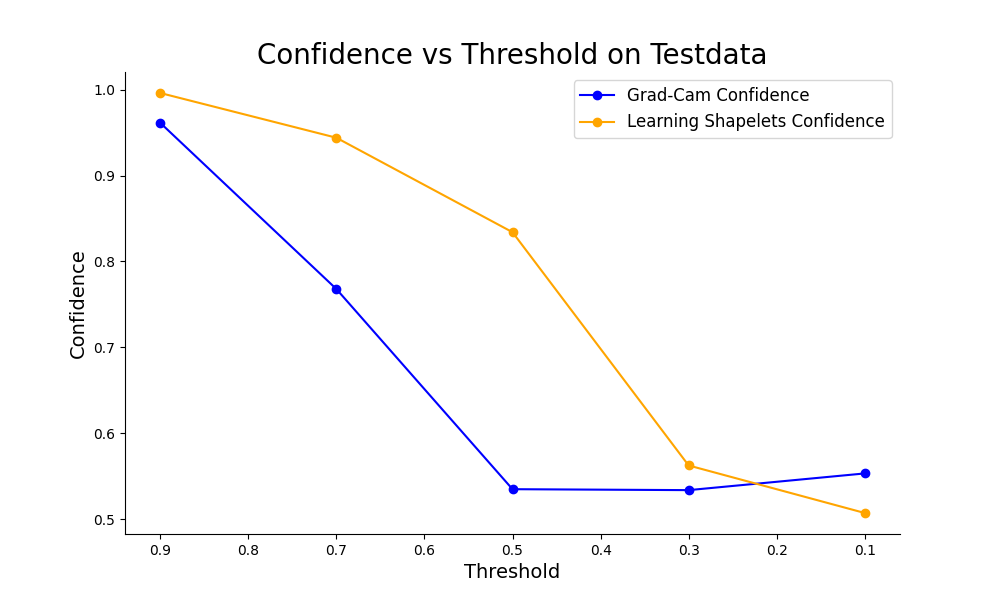 Confidence vs Threshold on Testdata
Grad-Cam Confidence
Learning Shapelets Confidence
Confidence
1.0
0.9
0.8
0.7
0.6
0.5
0.9 0.8 0.7 0.6 0.5 0.4 0.3 0.2 0.1
Threshold